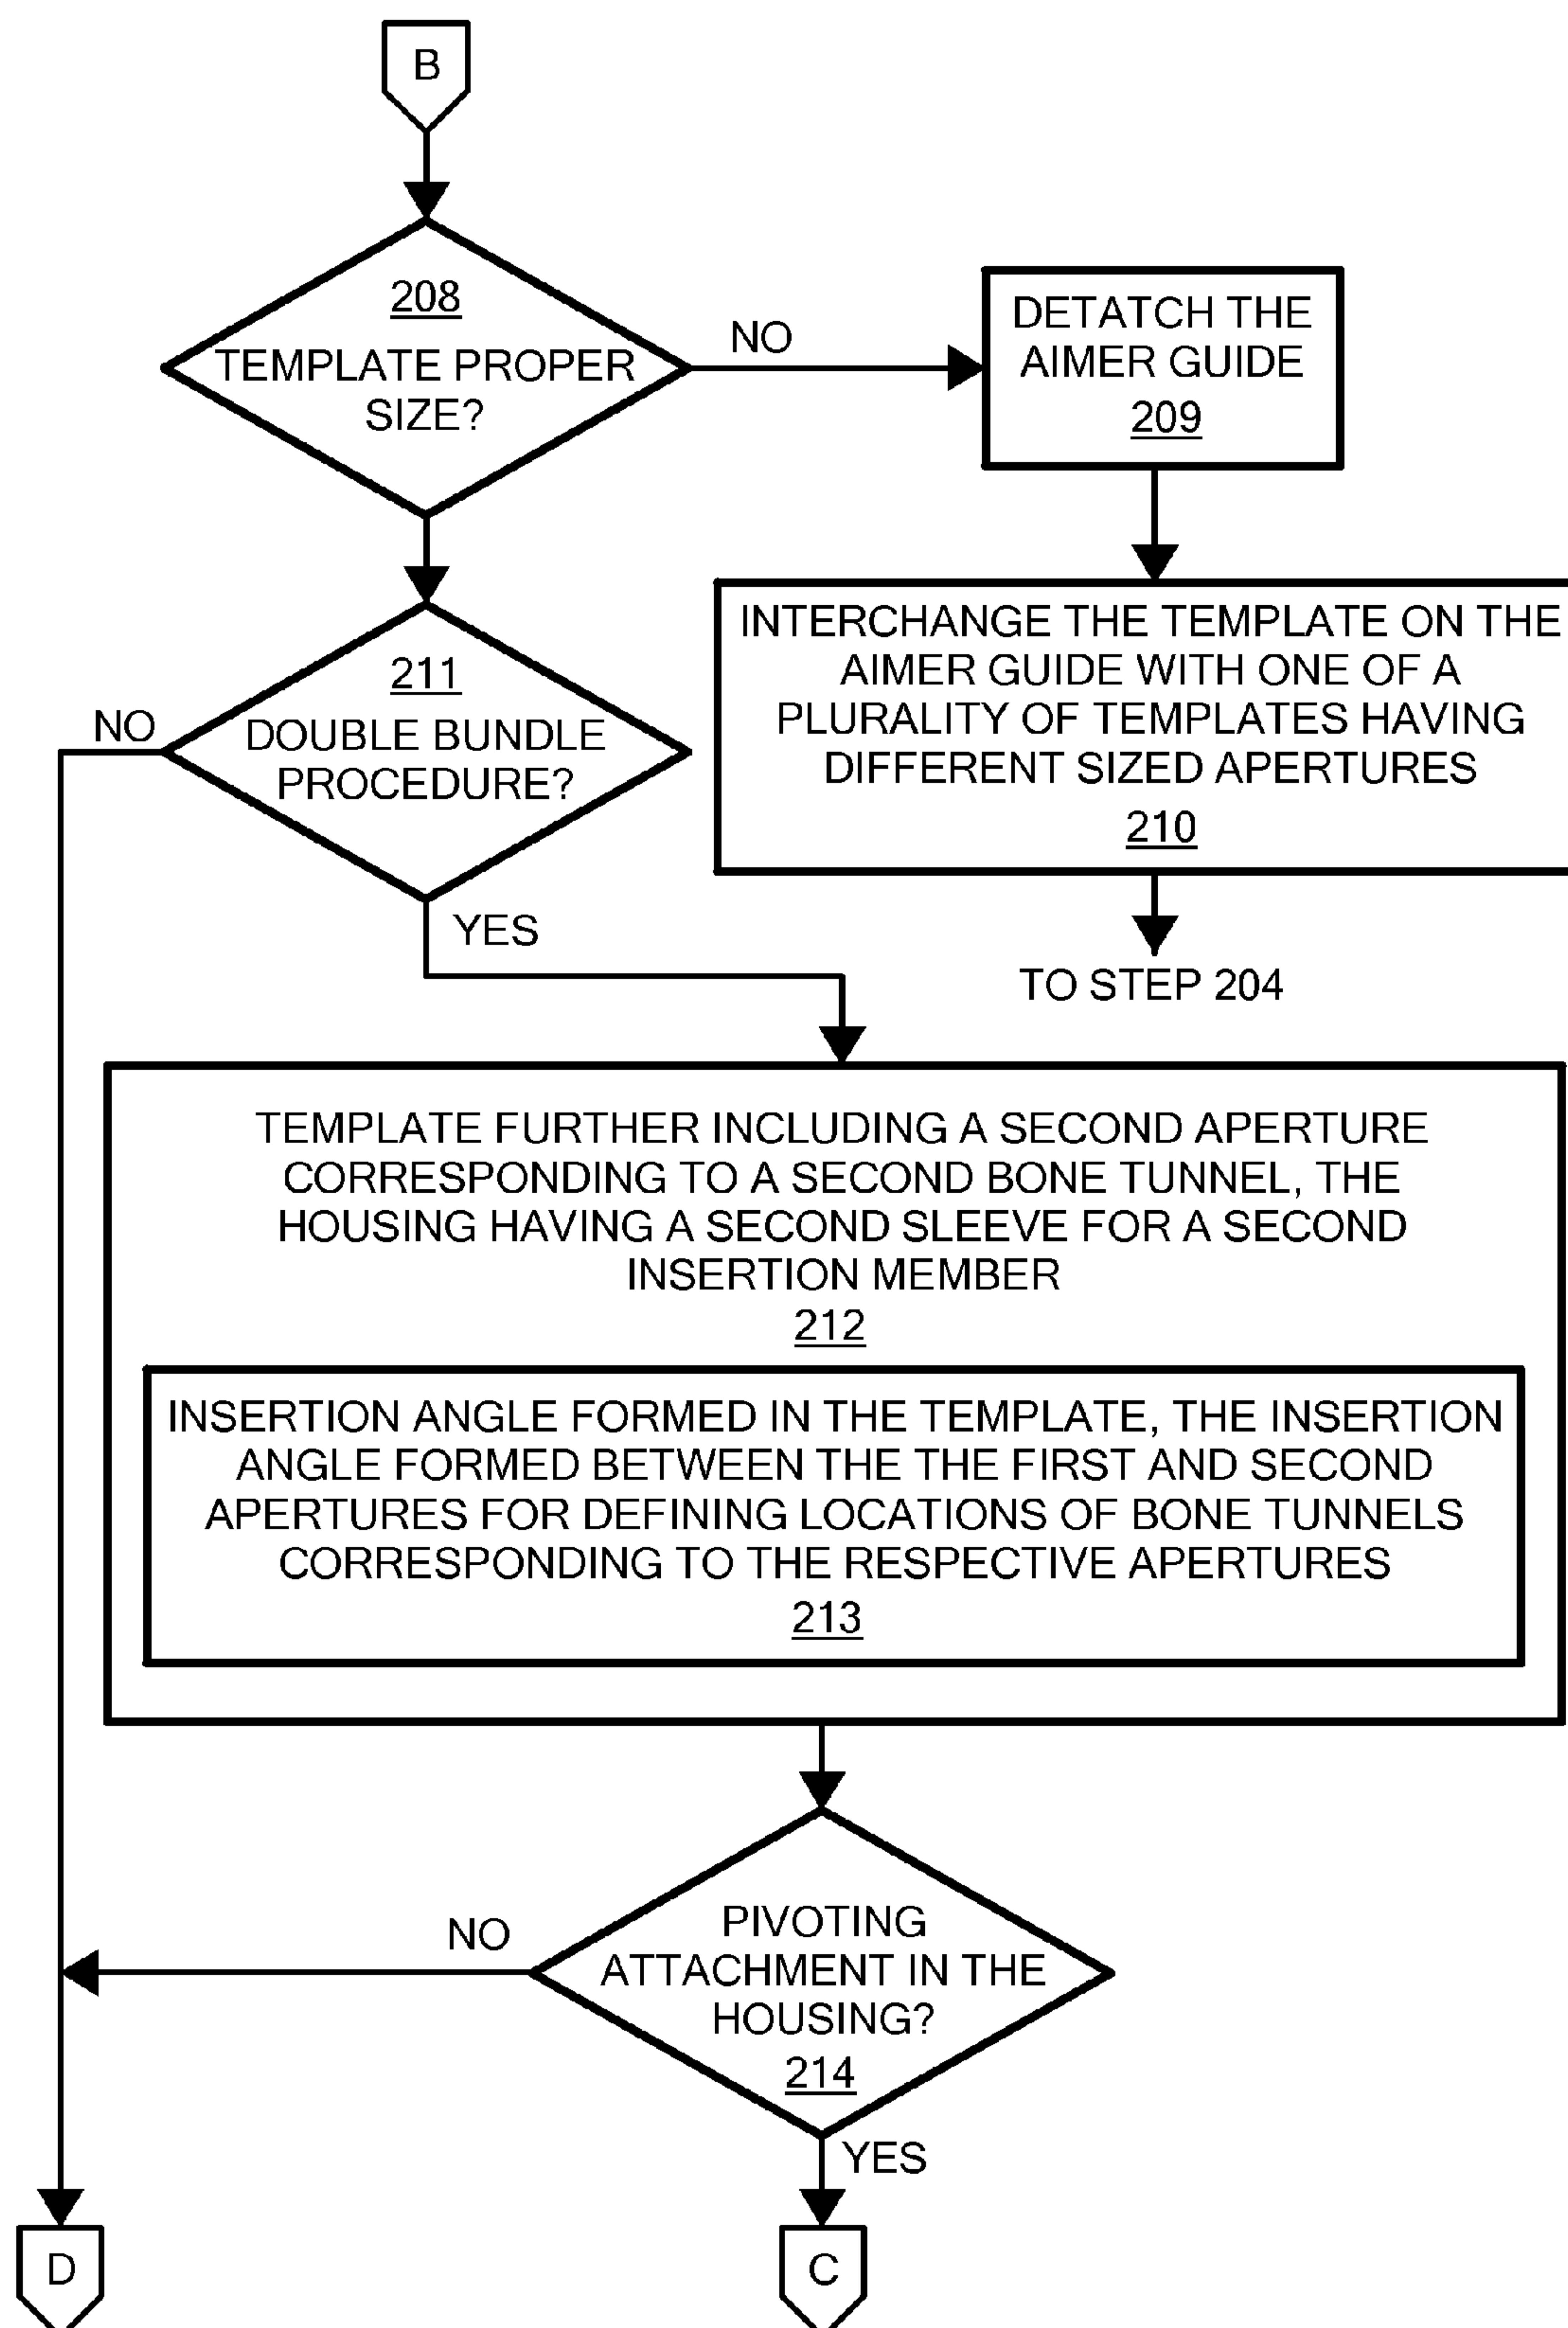 B
208
TEMPLATE PROPER
SIZE?
NO
DETATCH THE
AIMER GUIDE
209
INTERCHANGE THE TEMPLATE ON THE
AIMER GUIDE WITH ONE OF A
PLURALITY OF TEMPLATES HAVING
DIFFERENT SIZED APERTURES
210
TO STEP 204
211
DOUBLE BUNDLE
PROCEDURE?
NO
YES
TEMPLATE FURTHER INCLUDING A SECOND APERTURE
CORRESPONDING TO A SECOND BONE TUNNEL, THE
HOUSING HAVING A SECOND SLEEVE FOR A SECOND
INSERTION MEMBER
212
INSERTION ANGLE FORMED IN THE TEMPLATE, THE INSERTION
ANGLE FORMED BETWEEN THE THE FIRST AND SECOND
APERTURES FOR DEFINING LOCATIONS OF BONE TUNNELS
CORRESPONDING TO THE RESPECTIVE APERTURES
213
PIVOTING
ATTACHMENT IN THE
HOUSING?
214
NO
YES
D
C